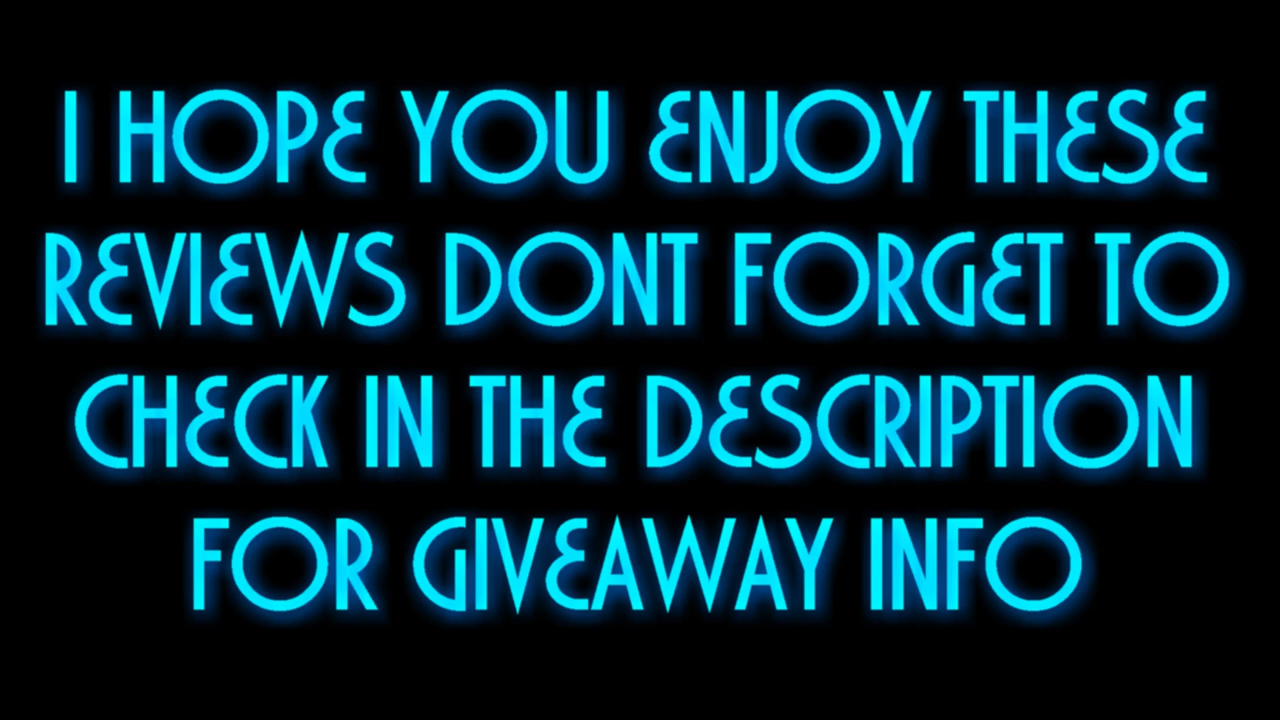 I HOPE YOU ENJOY THESE
REVIEWS DONT FORGET TO
CHECK IN THE DESCRIPTION
FOR GIVEAWAY INFO